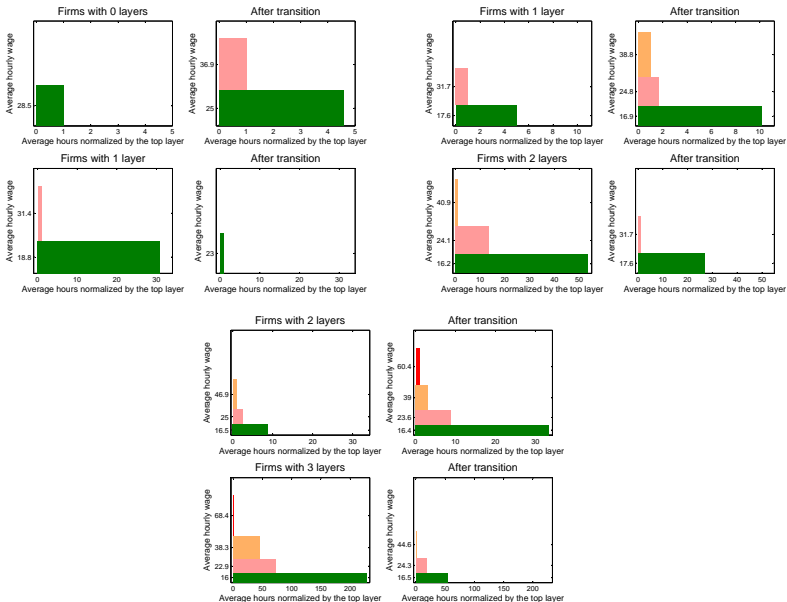 Firms with 0 layers
Average hourly wage
28.5
0 1 2 3 4 5
Average hours normalized by the top layer
After transition
Average hourly wage
36.9
25
0 1 2 3 4 5
Average hours normalized by the top layer
Firms with 1 layer
Average hourly wage
31.7
17.6
0 2 4 6 8 10
Average hours normalized by the top layer
After transition
Average hourly wage
38.8
24.8
16.9
0 2 4 6 8 10
Average hours normalized by the top layer
Firms with 1 layer
Average hourly wage
31.4
18.8
0 10 20 30
Average hours normalized by the top layer
After transition
Average hourly wage
23
0 10 20 30
Average hours normalized by the top layer
Firms with 2 layers
Average hourly wage
40.9
24.1
16.2
0 10 20 30 40 50
Average hours normalized by the top layer
After transition
Average hourly wage
31.7
17.6
0 10 20 30 40 50
Average hours normalized by the top layer
Firms with 2 layers
Average hourly wage
46.9
25
16.5
0 10 20 30
Average hours normalized by the top layer
After transition
Average hourly wage
60.4
39
23.6
16.4
0 10 20 30
Average hours normalized by the top layer
Firms with 3 layers
Average hourly wage
68.4
38.3
22.9
16
0 50 100 150 200
Average hours normalized by the top layer
After transition
Average hourly wage
44.6
24.3
16.5
0 50 100 150 200
Average hours normalized by the top layer